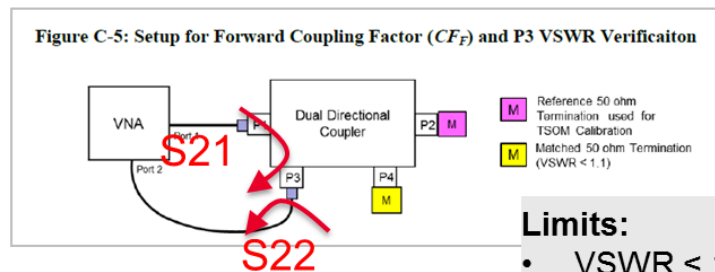 Figure C-5: Setup for Forward Coupling Factor (CFF) and P3 VSWR Verificaiton
VNA
Port 1
Port 2
S21
P1
Dual Directional
Coupler
P2
M
P3
P4
M
S22
M
Reference 50 ohm
Termination used for
TSOM Calibration
M
Matched 50 ohm Termination
(VSWR < 1.1)
Limits:
• VSWR <